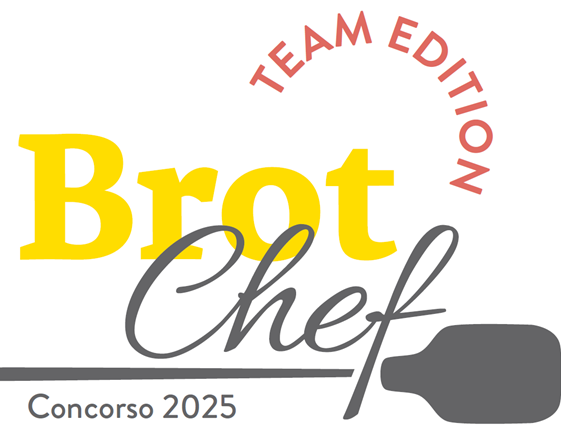 TEAM EDITION
Brot
Chef
Concorso 2025